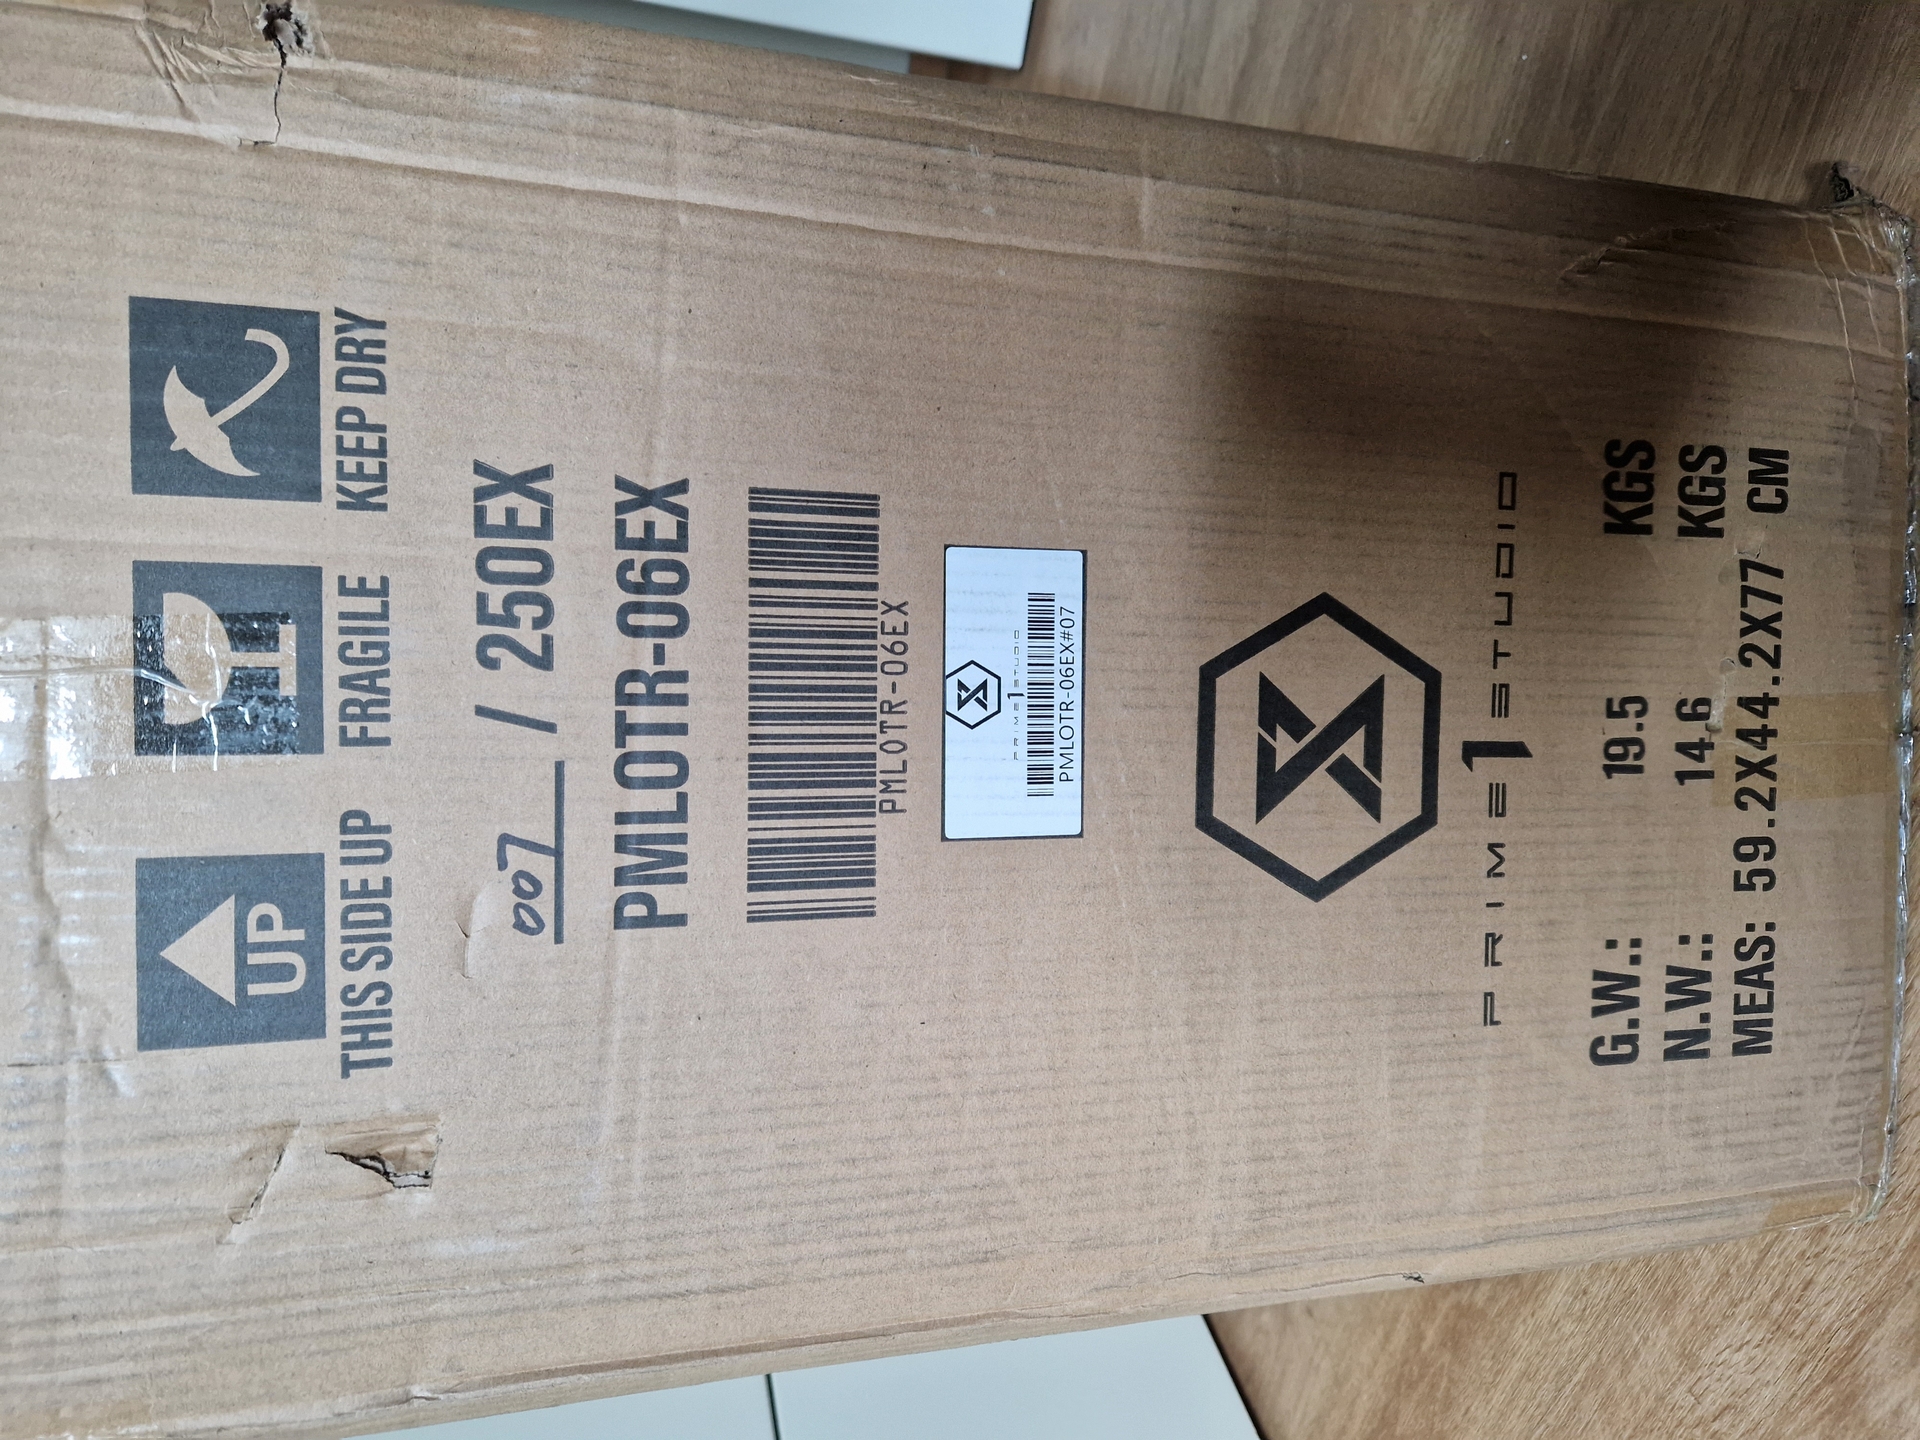 UP
THIS SIDE UP FRAGILE KEEP DRY
007 / 250EX
PMLOTR-06EX
PMLOTR-06EX
PRIME 1 STUDIO
PMLOTR-06EX#07
PRIME 1 STUDIO
G.W.: 19.5 KGS
N.W.: 14.6 KGS
MEAS: 59.2X44.2X77 CM